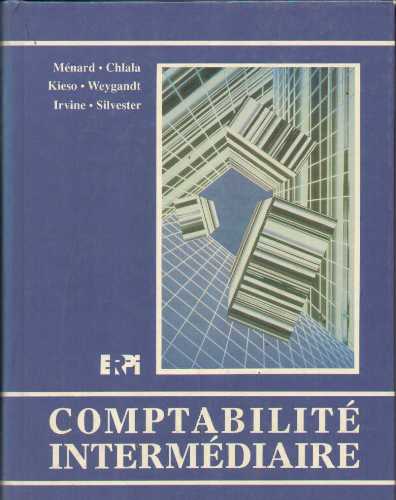 Ménard • Chlala
Kieso • Weygandt
Irvine • Silvester
ERPI
COMPTABILITÉ
INTERMÉDIAIRE